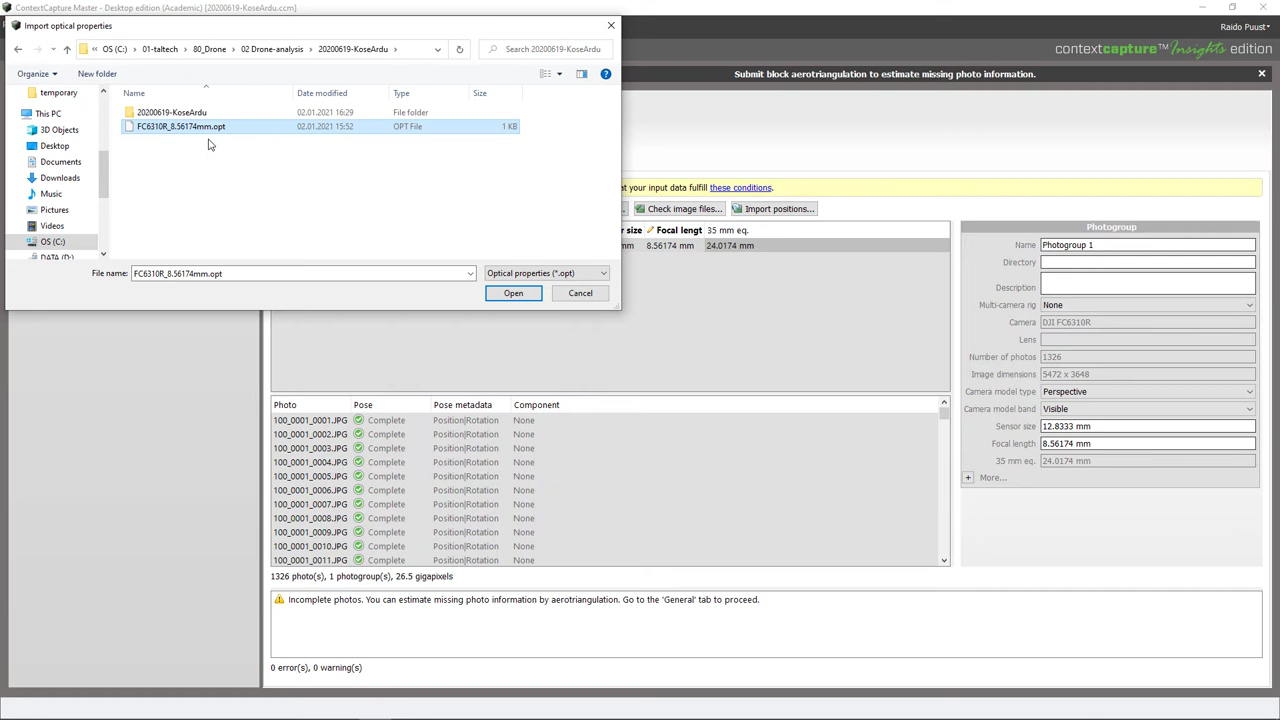 ContextCapture Master - Desktop edition (Academic) [20200619-KoseArdu.ccm]
Import optical properties
Raido Puust
OS (C:) › 01-taltech › 80_Drone › 02 Drone-analysis › 20200619-KoseArdu ›
Search 20200619-KoseArdu
contextcapture™ Insights edition
Organize
New folder
Submit block aerotriangulation to estimate missing photo information.
Name
Date modified
Type
Size
temporary
This PC
3D Objects
Desktop
Documents
Downloads
Music
Pictures
Videos
OS (C:)
DATA (D:)
20200619-KoseArdu 02.01.2021 16:29 File folder
FC6310R_8.56174mm.opt 02.01.2021 15:52 OPT File 1 KB
File name: FC6310R_8.56174mm.opt
Optical properties (*.opt)
Open
Cancel
at your input data fulfill these conditions.
Check image files...
Import positions...
r size Focal lengt 35 mm eq.
mm 8.56174 mm 24.0174 mm
Photogroup
Name Photogroup 1
Directory
Description
Multi-camera rig None
Camera DJI FC6310R
Lens
Number of photos 1326
Image dimensions 5472 x 3648
Camera model type Perspective
Camera model band Visible
Sensor size 12.8333 mm
Focal length 8.56174 mm
35 mm eq. 24.0174 mm
+ More...
Photo Pose Pose metadata Component
100_0001_0001.JPG Complete Position|Rotation None
100_0001_0002.JPG Complete Position|Rotation None
100_0001_0003.JPG Complete Position|Rotation None
100_0001_0004.JPG Complete Position|Rotation None
100_0001_0005.JPG Complete Position|Rotation None
100_0001_0006.JPG Complete Position|Rotation None
100_0001_0007.JPG Complete Position|Rotation None
100_0001_0008.JPG Complete Position|Rotation None
100_0001_0009.JPG Complete Position|Rotation None
100_0001_0010.JPG Complete Position|Rotation None
100_0001_0011.JPG Complete Position|Rotation None
1326 photo(s), 1 photogroup(s), 26.5 gigapixels
Incomplete photos. You can estimate missing photo information by aerotriangulation. Go to the 'General' tab to proceed.
0 error(s), 0 warning(s)